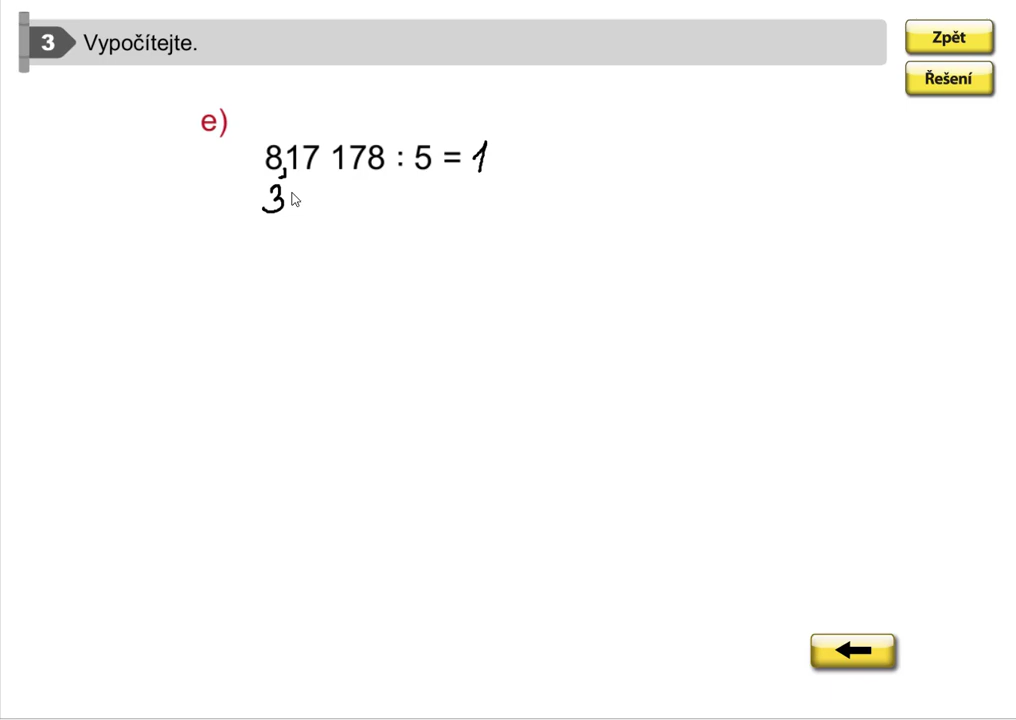 3 Vypočítejte.
Zpět
Řešení
e)
817 178 : 5 = 1
3